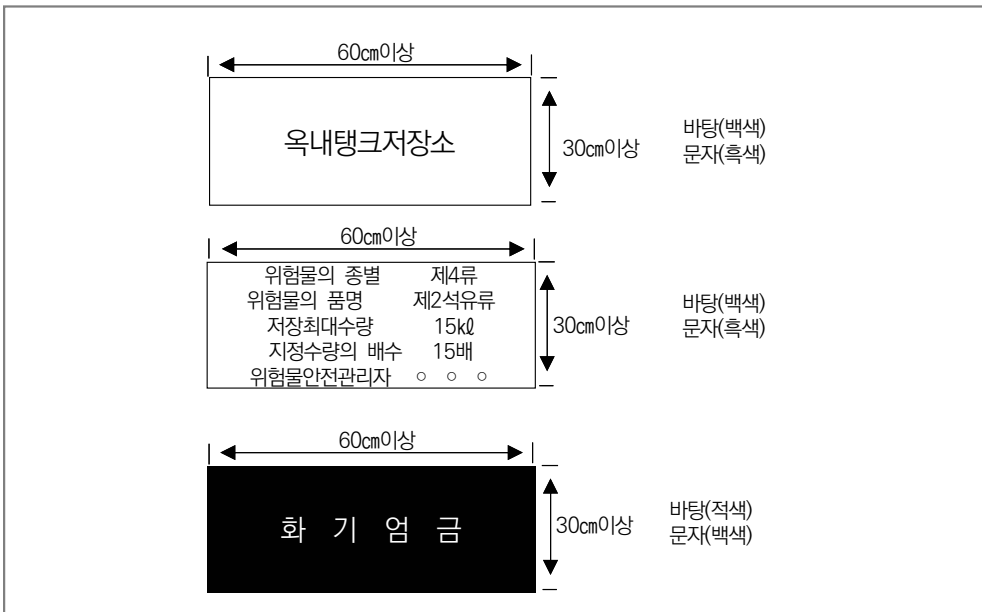 60㎝이상
옥내탱크저장소
30㎝이상
바탕(백색)
문자(흑색)
60㎝이상
위험물의 종별 제4류
위험물의 품명 제2석유류
저장최대수량 15㎘
지정수량의 배수 15배
위험물안전관리자 ○ ○ ○
30㎝이상
바탕(백색)
문자(흑색)
60㎝이상
화 기 엄 금
30㎝이상
바탕(적색)
문자(백색)